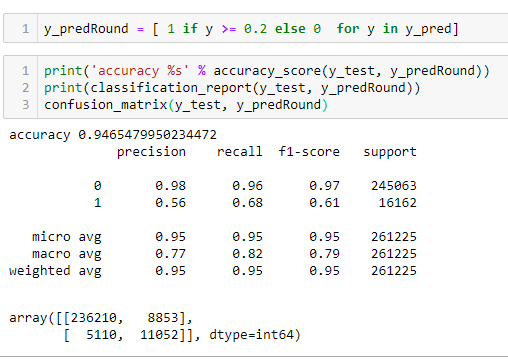 1 y_predRound = [ 1 if y >= 0.2 else 0  for y in y_pred]
1 print('accuracy %s' % accuracy_score(y_test, y_predRound))
2 print(classification_report(y_test, y_predRound))
3 confusion_matrix(y_test, y_predRound)
accuracy 0.9465479950234472
precision recall f1-score support
0 0.98 0.96 0.97 245063
1 0.56 0.68 0.61 16162
micro avg 0.95 0.95 0.95 261225
macro avg 0.77 0.82 0.79 261225
weighted avg 0.95 0.95 0.95 261225
array([[236210, 8853],
[ 5110, 11052]], dtype=int64)